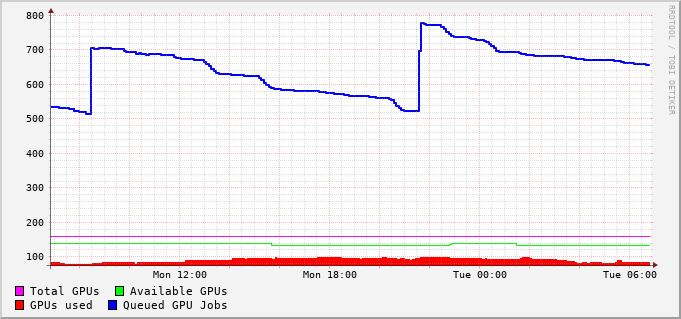 800
700
600
500
400
300
200
100
Mon 12:00 Mon 18:00 Tue 00:00 Tue 06:00
Total GPUs Available GPUs
GPUs used Queued GPU Jobs
RRDTOOL / TOBI OETIKER